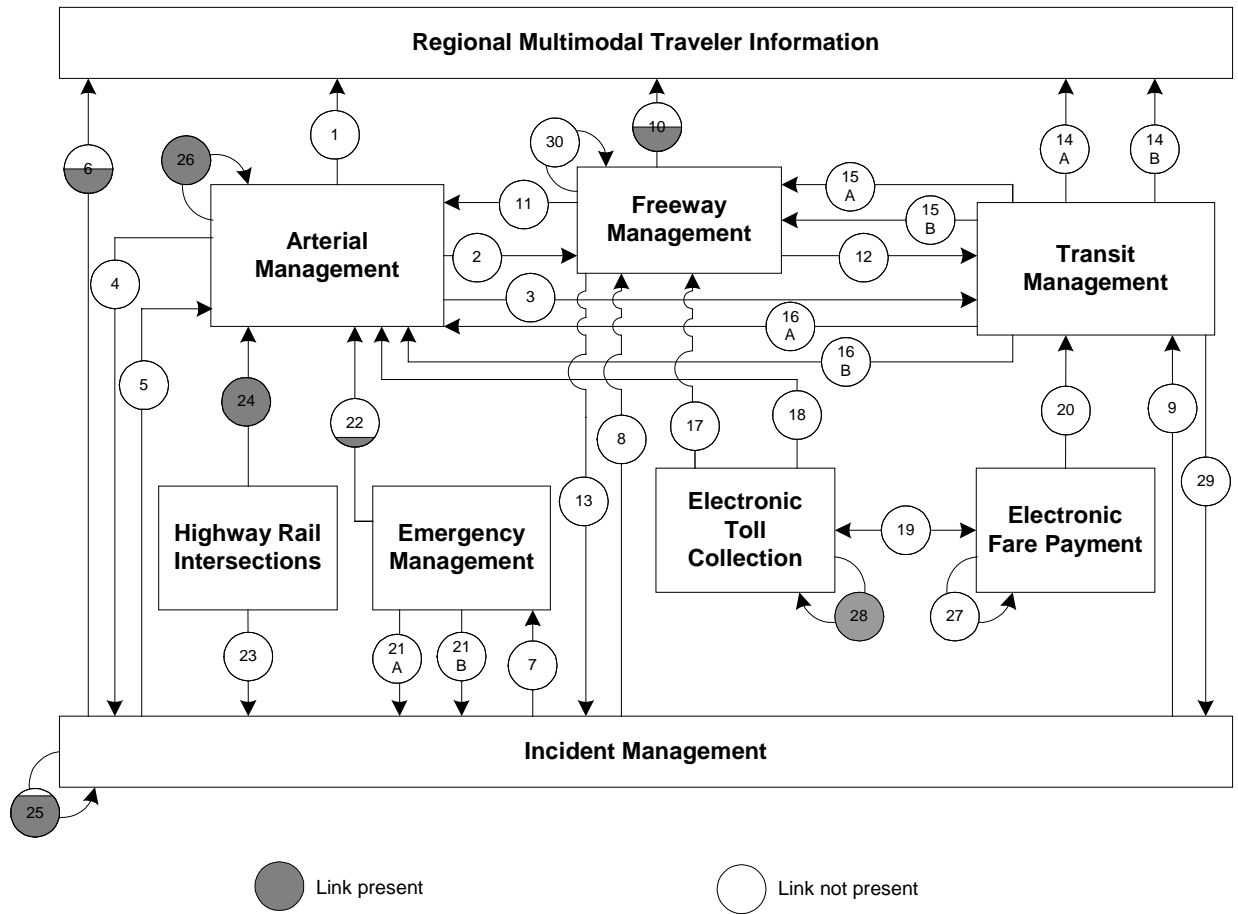 Regional Multimodal Traveler Information
6
1
10
14
A
14
B
26
30
15
A
11
Freeway
Management
15
B
Arterial
Management
2
12
Transit
Management
4
3
16
A
16
B
5
24
22
8
17
18
20
9
13
29
Highway Rail
Intersections
Emergency
Management
Electronic
Toll
Collection
19
Electronic
Fare Payment
28
27
23
21
A
21
B
7
Incident Management
25
Link present
Link not present